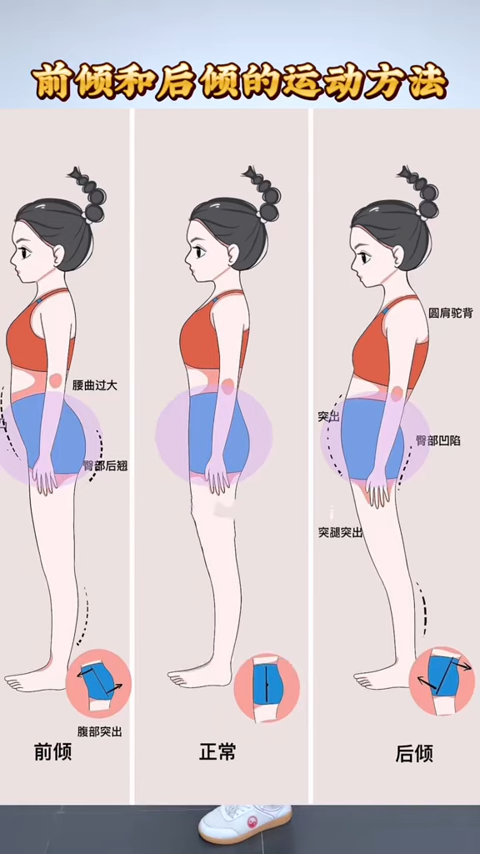 前倾和后倾的运动方法
圆肩驼背
腰曲过大
突出
臀部凹陷
臀部后翘
突腿突出
腹部突出
前倾
正常
后倾